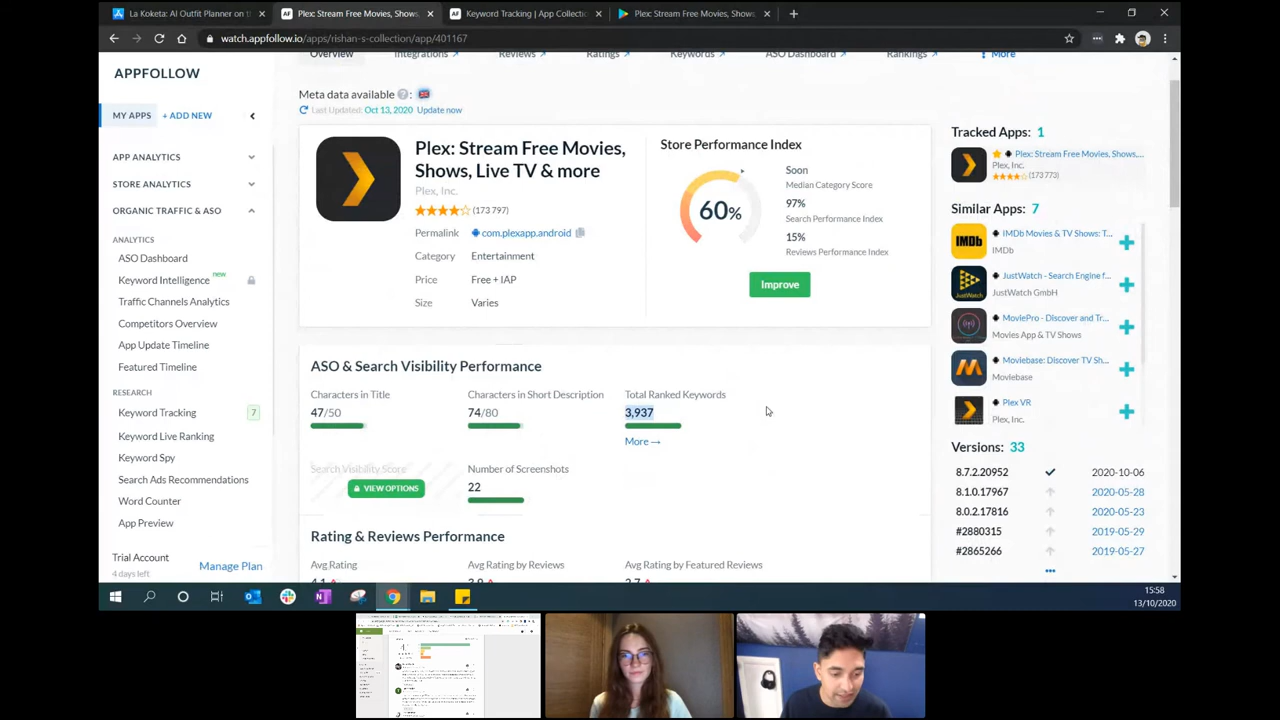 La Koketa: AI Outfit Planner on t
Plex: Stream Free Movies, Shows,
Keyword Tracking | App Collectio
Plex: Stream Free Movies, Shows,
watch.appfollow.io/apps/rishan-s-collection/app/401167
APPFOLLOW
MY APPS
+ ADD NEW
APP ANALYTICS
STORE ANALYTICS
ORGANIC TRAFFIC & ASO
ANALYTICS
ASO Dashboard
Keyword Intelligence new
Traffic Channels Analytics
Competitors Overview
App Update Timeline
Featured Timeline
RESEARCH
Keyword Tracking 7
Keyword Live Ranking
Keyword Spy
Search Ads Recommendations
Word Counter
App Preview
Trial Account
4 days left
Manage Plan
Overview
Integrations
Reviews
Ratings
Keywords
ASO Dashboard
Rankings
More
Meta data available ? :
Last Updated: Oct 13, 2020 Update now
Plex: Stream Free Movies,
Shows, Live TV & more
Plex, Inc.
(173 797)
Permalink com.plexapp.android
Category Entertainment
Price Free + IAP
Size Varies
Store Performance Index
60%
Soon
Median Category Score
97%
Search Performance Index
15%
Reviews Performance Index
Improve
ASO & Search Visibility Performance
Characters in Title
47/50
Characters in Short Description
74/80
Total Ranked Keywords
3,937
More →
Search Visibility Score
VIEW OPTIONS
Number of Screenshots
22
Rating & Reviews Performance
Avg Rating
4.1
Avg Rating by Reviews
3.9
Avg Rating by Featured Reviews
2.7
Tracked Apps: 1
Plex: Stream Free Movies, Shows,...
Plex, Inc.
(173 773)
Similar Apps: 7
IMDb
IMDb Movies & TV Shows: T...
IMDb
JustWatch
JustWatch - Search Engine f...
JustWatch GmbH
MoviePro - Discover and Tr...
Movies App & TV Shows
Moviebase: Discover TV Sh...
Moviebase
Plex VR
Plex, Inc.
Versions: 33
8.7.2.20952 2020-10-06
8.1.0.17967 2020-05-28
8.0.2.17816 2020-05-23
#2880315 2019-05-29
#2865266 2019-05-27
•••
15:58
13/10/2020